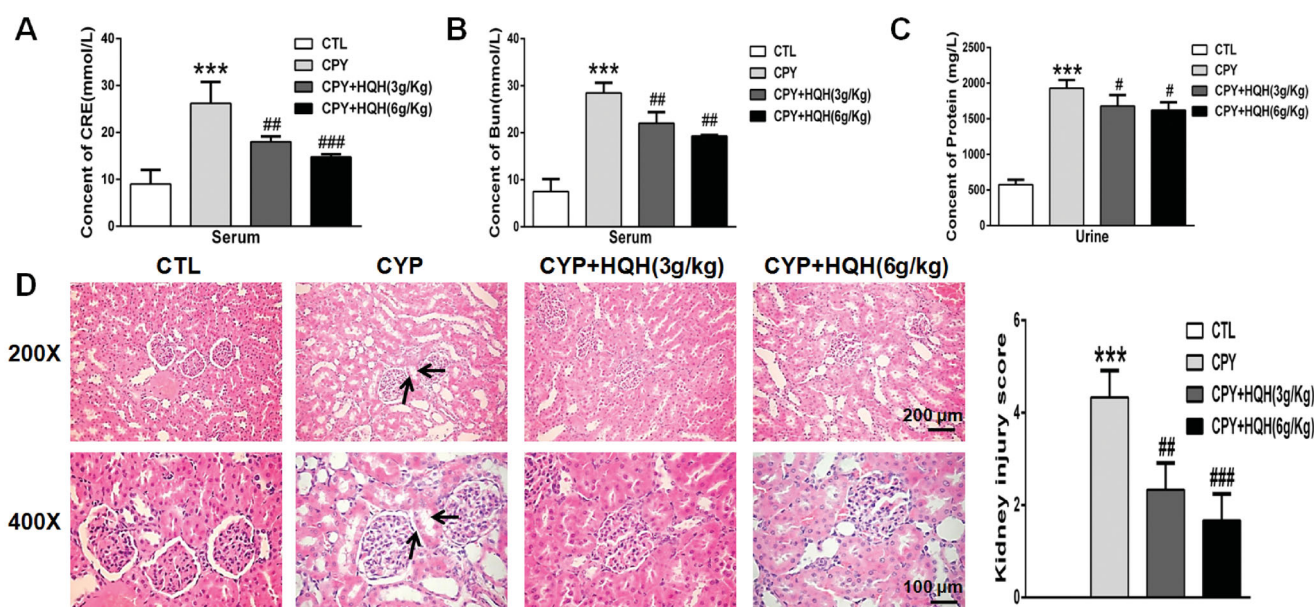 A
Concent of CRE(mmol/L)
40
30
20
10
0
***
##
###
Serum
CTL
CPY
CPY+HQH(3g/Kg)
CPY+HQH(6g/Kg)
B
Concent of Bun(mmol/L)
40
30
20
10
0
***
##
##
Serum
CTL
CPY
CPY+HQH(3g/Kg)
CPY+HQH(6g/Kg)
C
Concent of Protein (mg/L)
2500
2000
1500
1000
500
0
***
#
#
Urine
CTL
CPY
CPY+HQH(3g/Kg)
CPY+HQH(6g/Kg)
D
CTL
CYP
CYP+HQH(3g/kg)
CYP+HQH(6g/kg)
200X
200 µm
400X
100 µm
Kidney injury score
6
4
2
0
***
##
###
CTL
CPY
CPY+HQH(3g/Kg)
CPY+HQH(6g/Kg)